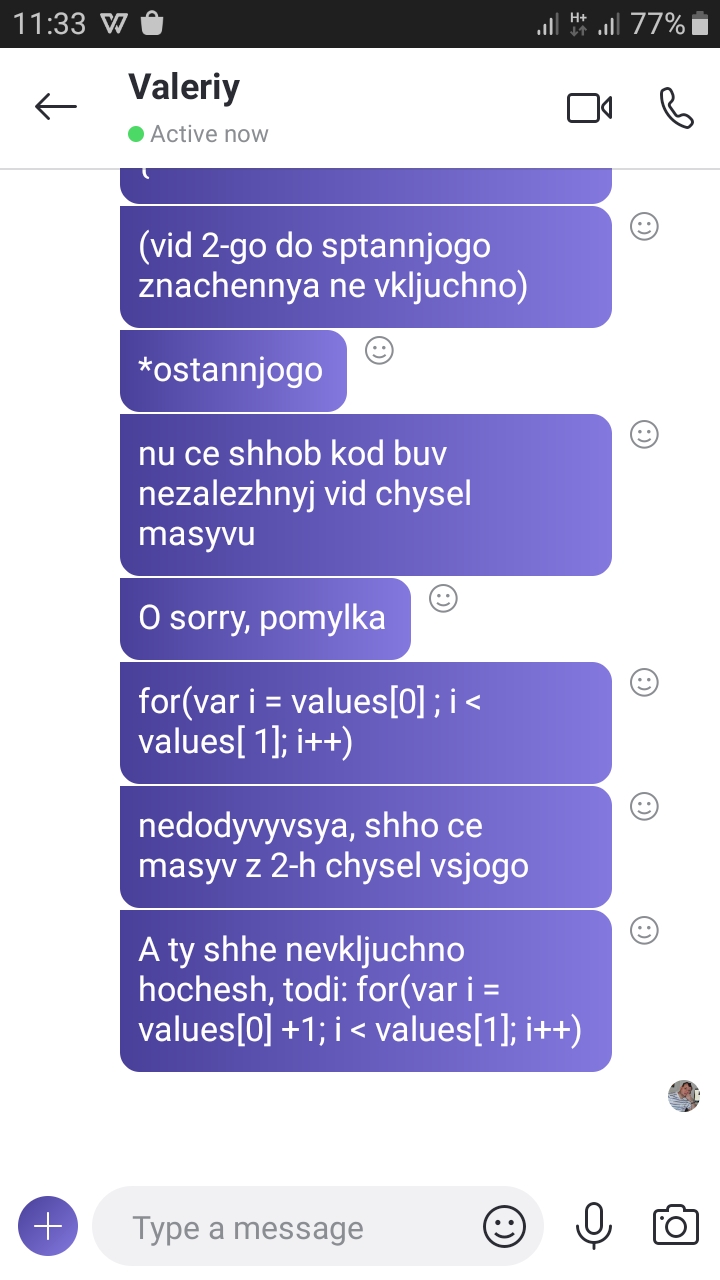 11:33
H+
77%
Valeriy
Active now
(
(vid 2-go do sptannjogo
znachennya ne vkljuchno)
*ostannjogo
nu ce shhob kod buv
nezalezhnyj vid chysel
masyvu
O sorry, pomylka
for(var i = values[0] ; i <
values[ 1]; i++)
nedodyvyvsya, shho ce
masyv z 2-h chysel vsjogo
A ty shhe nevkljuchno
hochesh, todi: for(var i =
values[0] +1; i < values[1]; i++)
Type a message